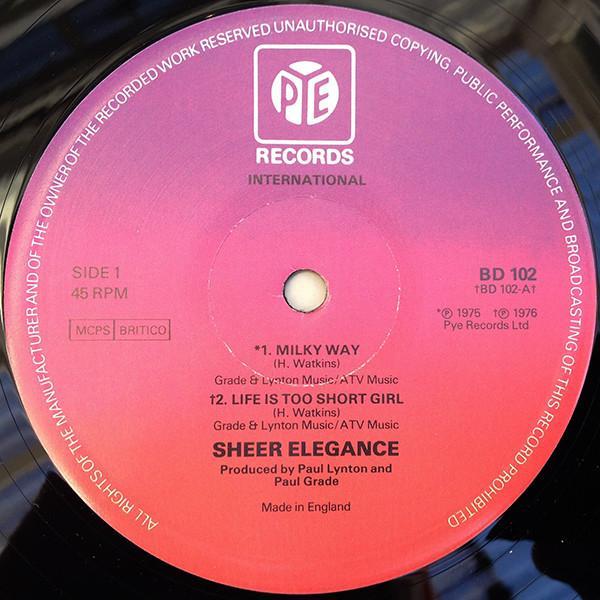 ALL RIGHTS OF THE MANUFACTURER AND OF THE OWNER OF THE RECORDED WORK RESERVED UNAUTHORISED COPYING, PUBLIC PERFORMANCE AND BROADCASTING OF THIS RECORD PROHIBITED
PYE
RECORDS
INTERNATIONAL
SIDE 1
45 RPM
MCPS BRITICO
BD 102
†BD 102-A†
*℗ 1975 †℗ 1976
Pye Records Ltd
*1. MILKY WAY
(H. Watkins)
Grade & Lynton Music/ATV Music
†2. LIFE IS TOO SHORT GIRL
(H. Watkins)
Grade & Lynton Music/ATV Music
SHEER ELEGANCE
Produced by Paul Lynton and
Paul Grade
Made in England